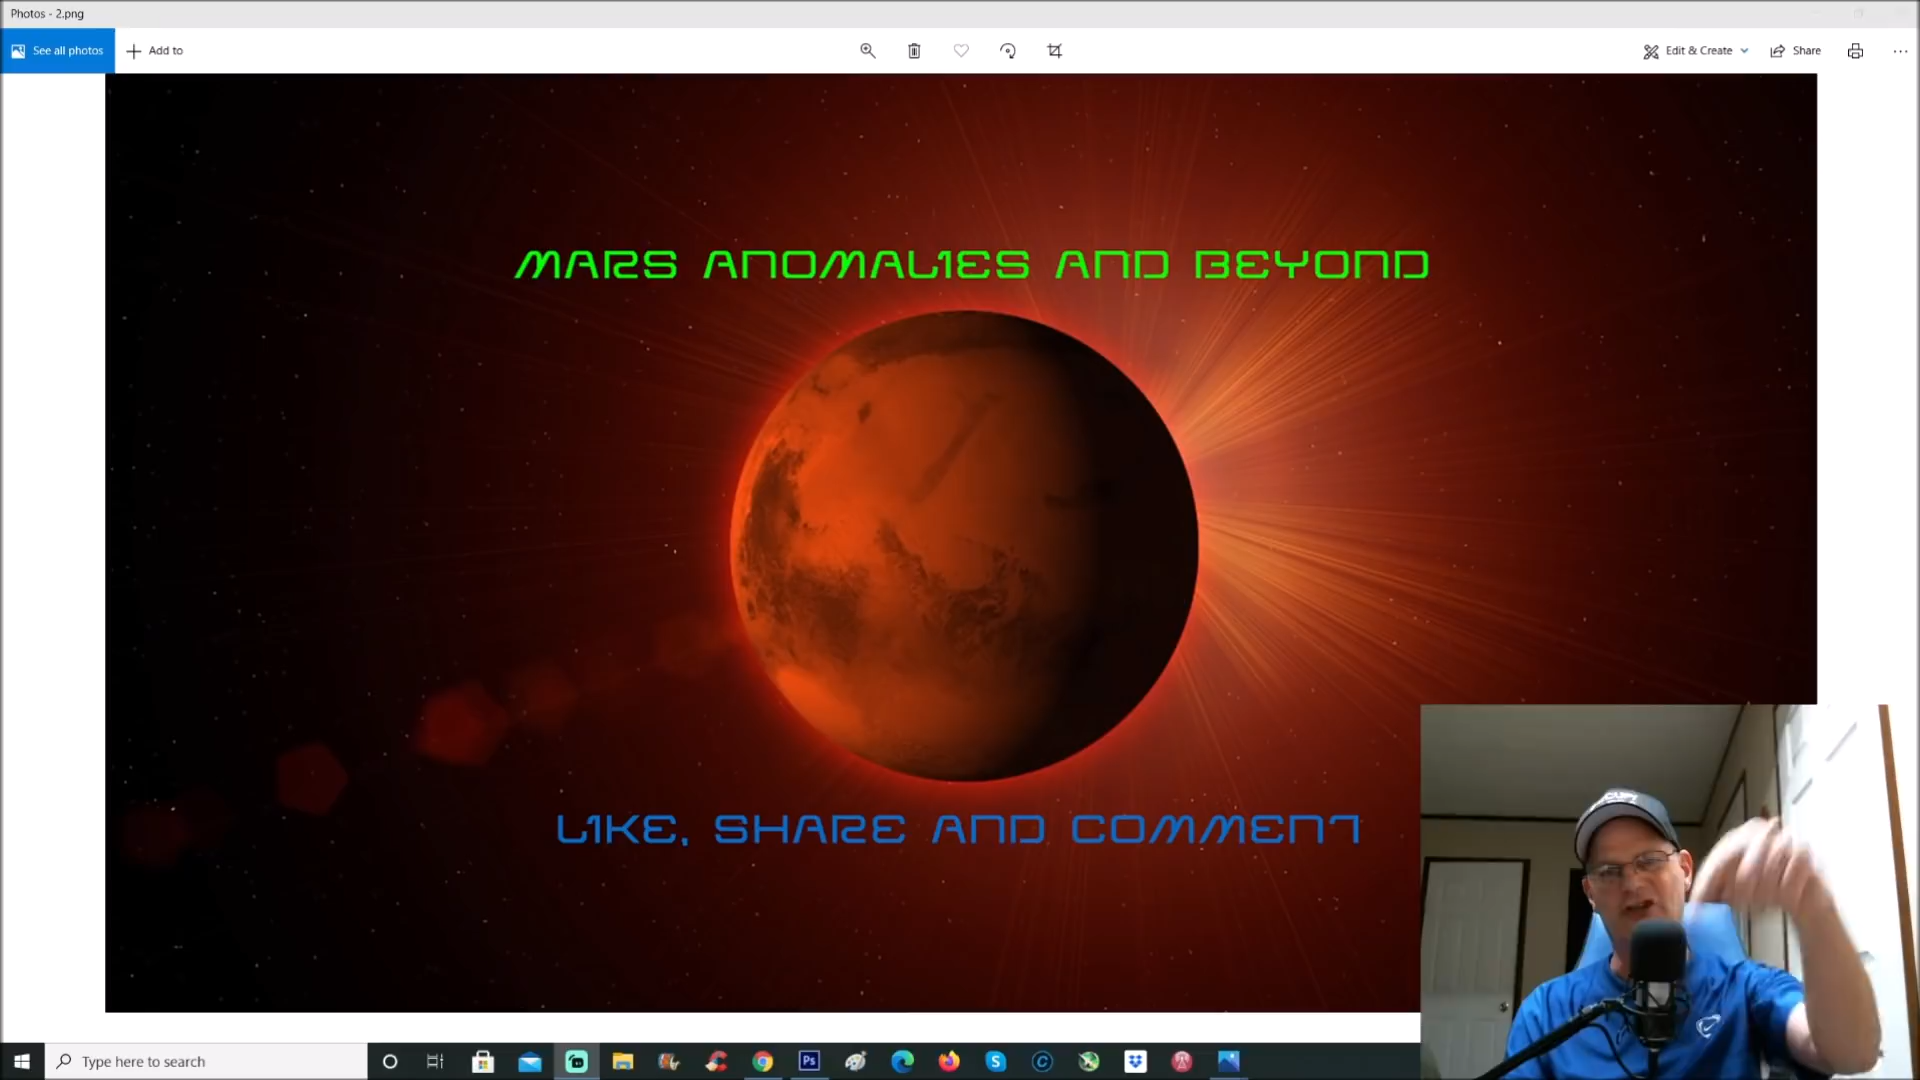 Photos - 2.png
See all photos
Add to
Edit & Create
Share
MARS ANOMALIES AND BEYOND
LIKE, SHARE AND COMMENT
Type here to search
Ps